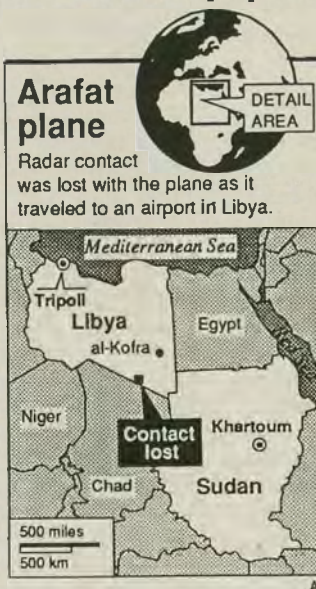 Arafat
plane
DETAIL
AREA
Radar contact
was lost with the plane as it
traveled to an airport in Libya.
Mediterranean Sea
Tripoli
Libya
Egypt
al-Kofra
Niger
Contact
lost
Khartoum
Chad
Sudan
500 miles
500 km